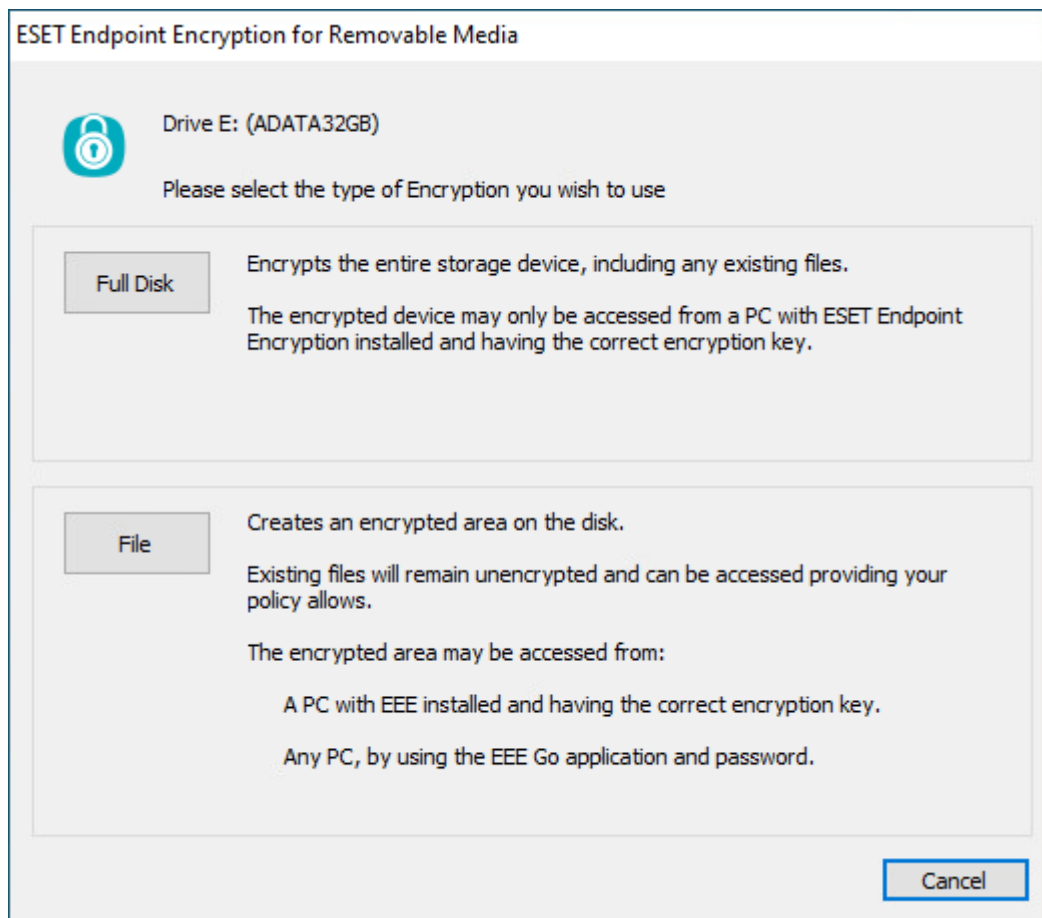 ESET Endpoint Encryption for Removable Media
Drive E: (ADATA32GB)
Please select the type of Encryption you wish to use
Full Disk
Encrypts the entire storage device, including any existing files.
The encrypted device may only be accessed from a PC with ESET Endpoint
Encryption installed and having the correct encryption key.
File
Creates an encrypted area on the disk.
Existing files will remain unencrypted and can be accessed providing your
policy allows.
The encrypted area may be accessed from:
A PC with EEE installed and having the correct encryption key.
Any PC, by using the EEE Go application and password.
Cancel